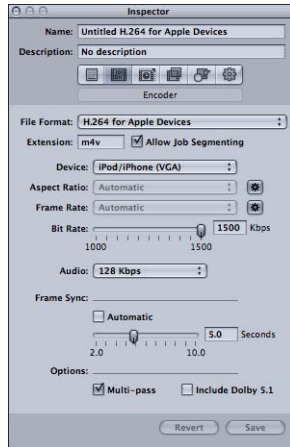 Inspector
Name: Untitled H.264 for Apple Devices
Description: No description
Encoder
File Format: H.264 for Apple Devices
Extension: m4v Allow Job Segmenting
Device: iPod/iPhone (VGA)
Aspect Ratio: Automatic
Frame Rate: Automatic
Bit Rate: 1500 Kbps
1000 1500
Audio: 128 Kbps
Frame Sync:
Automatic
5.0 Seconds
2.0 10.0
Options:
Multi-pass Include Dolby 5.1
Revert Save